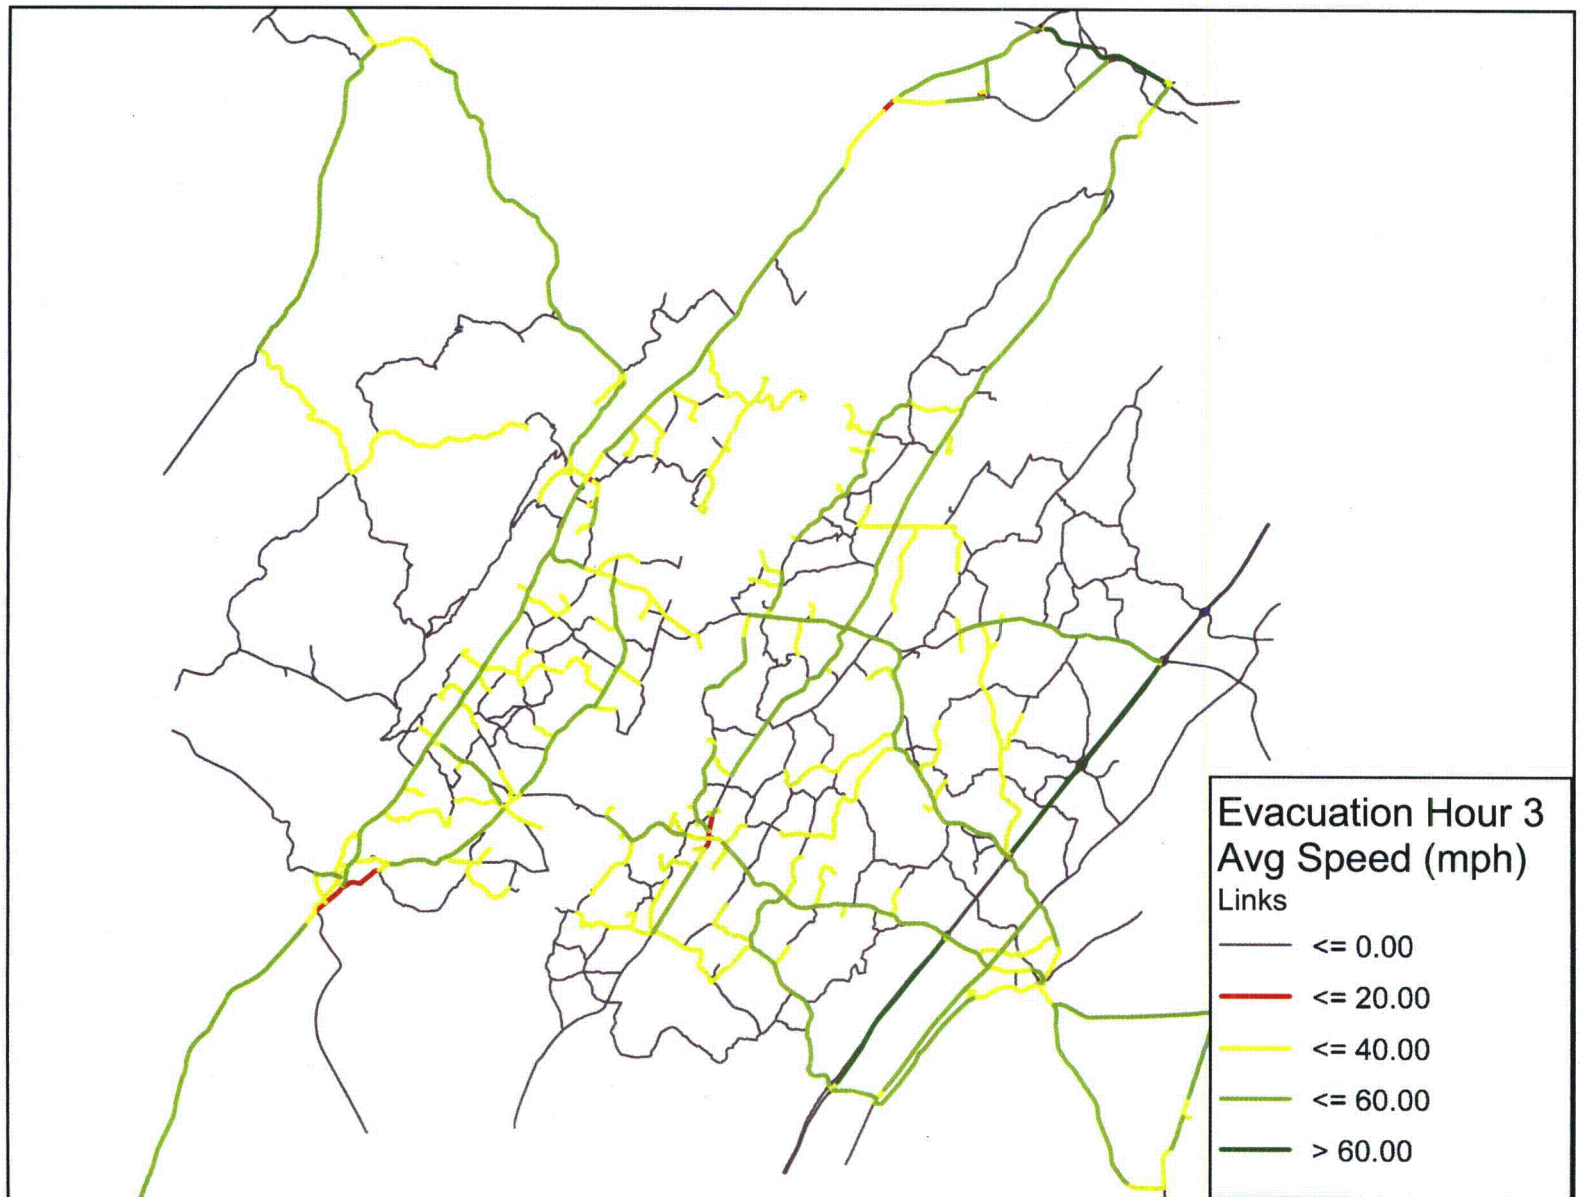 Evacuation Hour 3
Avg Speed (mph)
Links
<= 0.00
<= 20.00
<= 40.00
<= 60.00
> 60.00